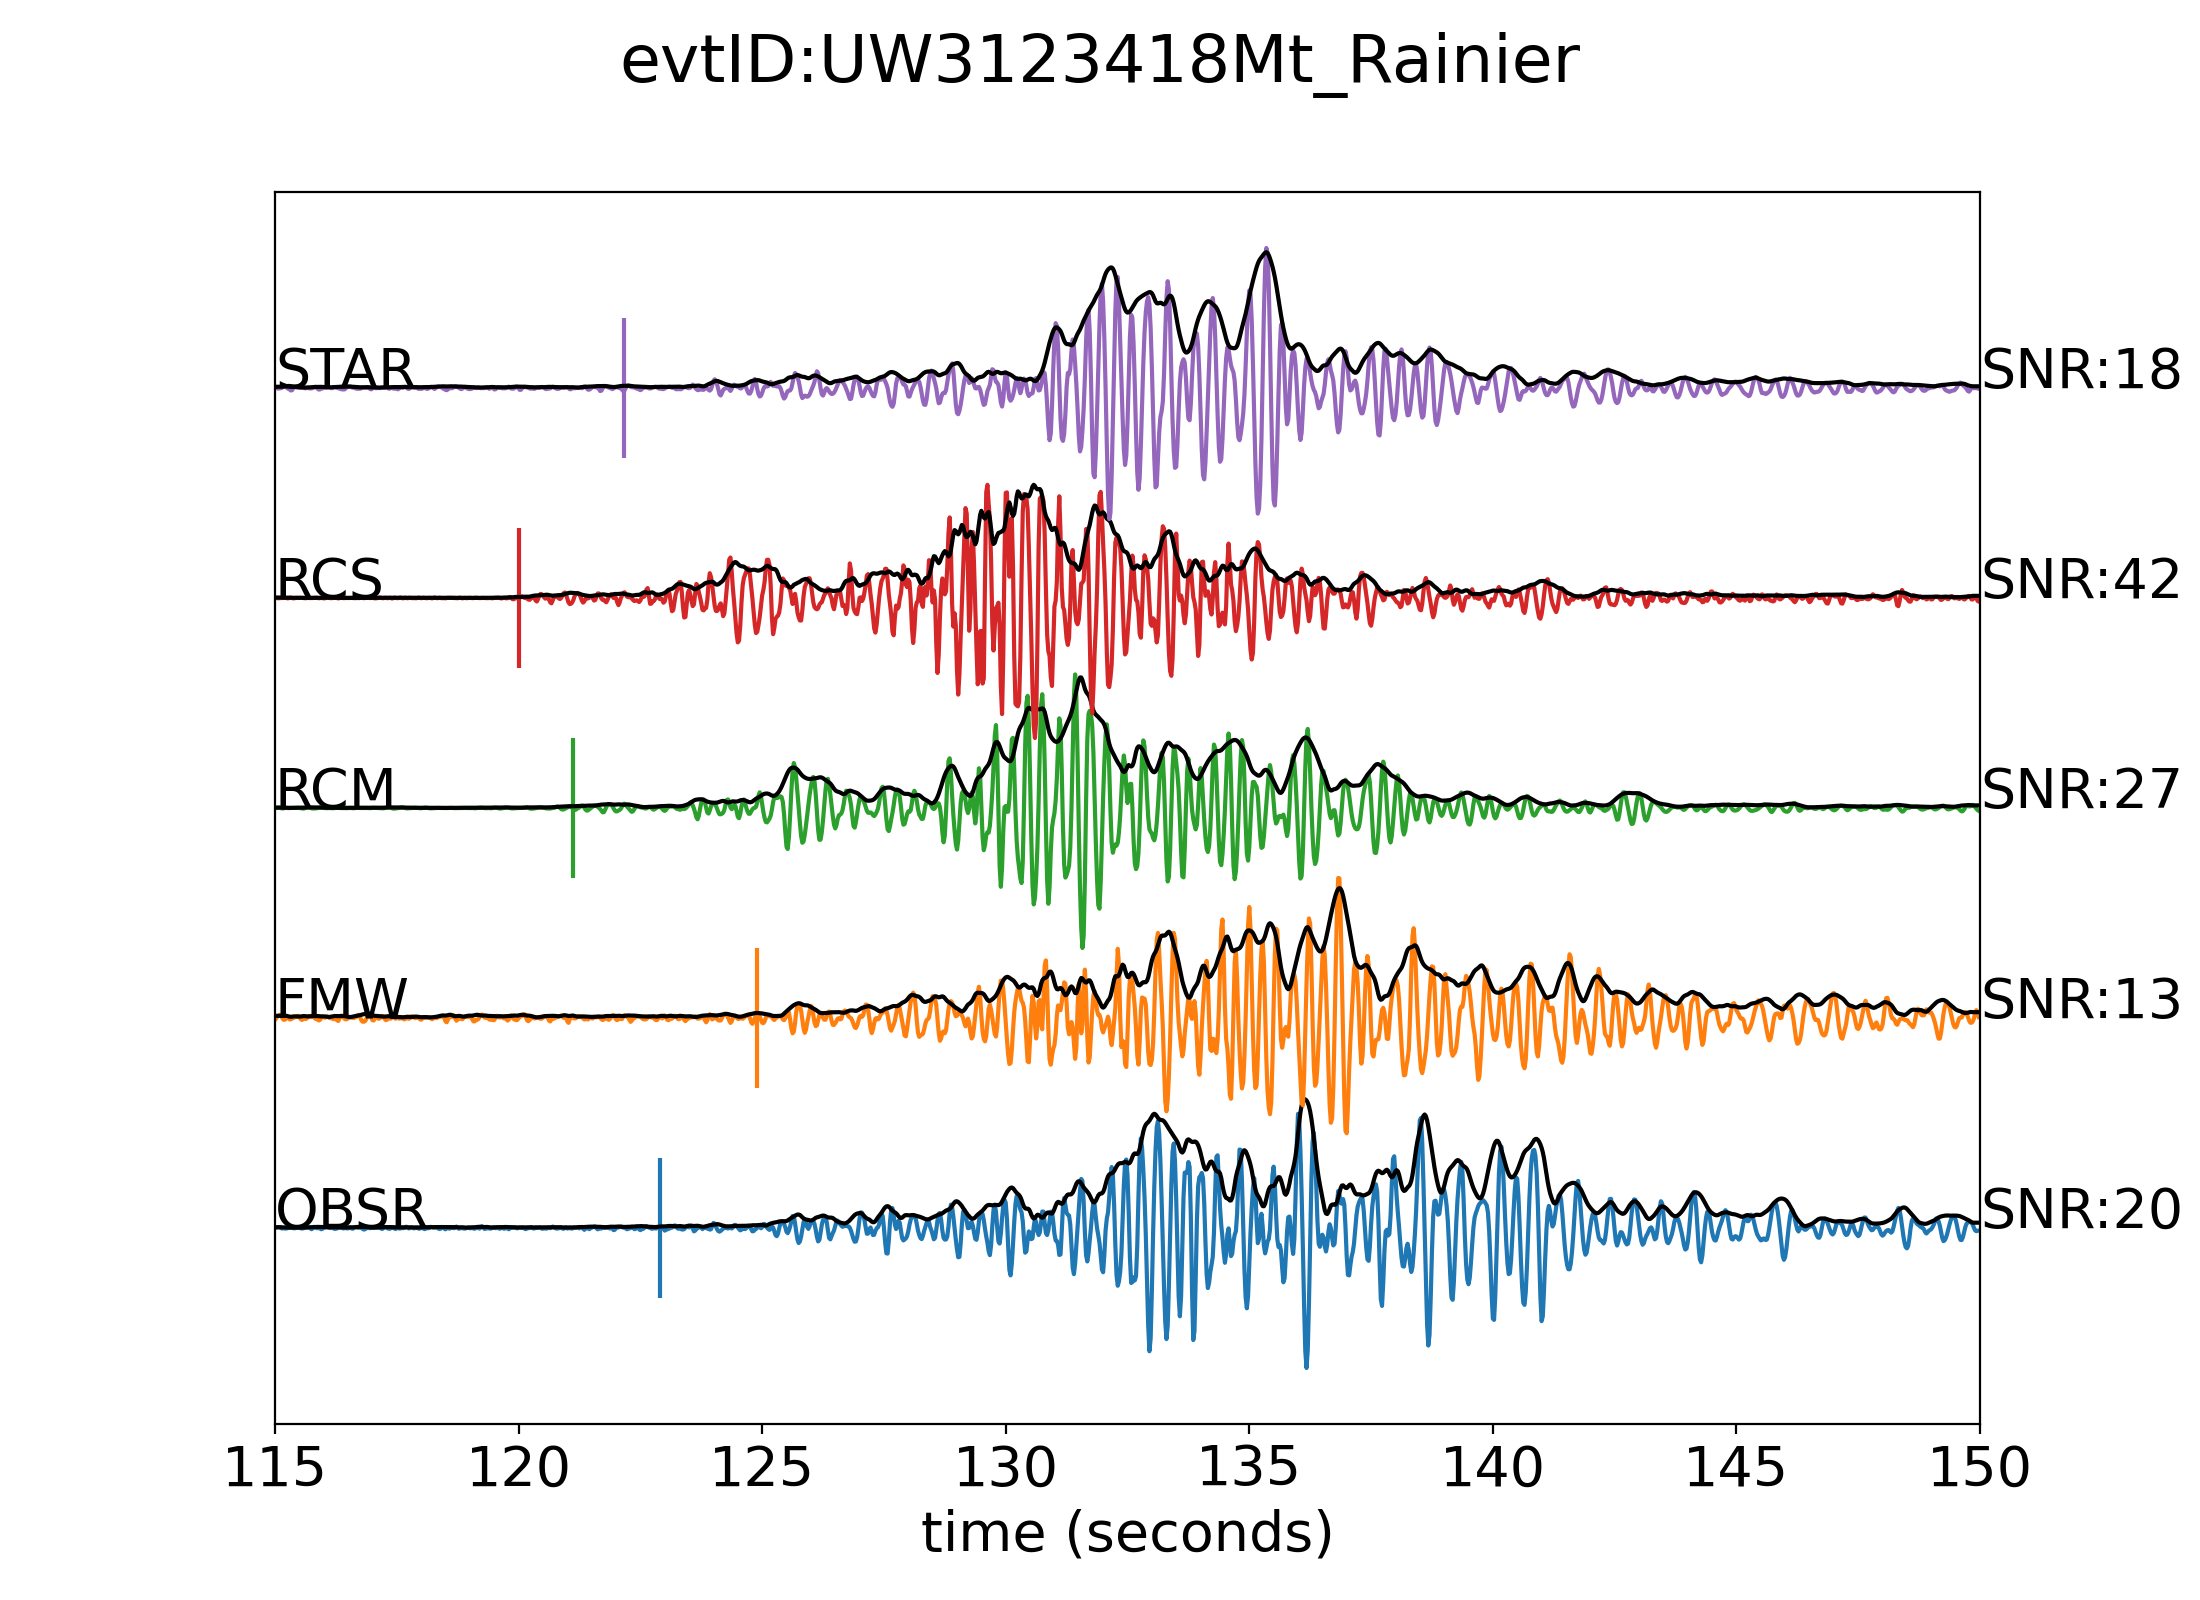 evtID:UW3123418Mt_Rainier
STAR SNR:18
RCS SNR:42
RCM SNR:27
FMW SNR:13
OBSR SNR:20
115 120 125 130 135 140 145 150
time (seconds)